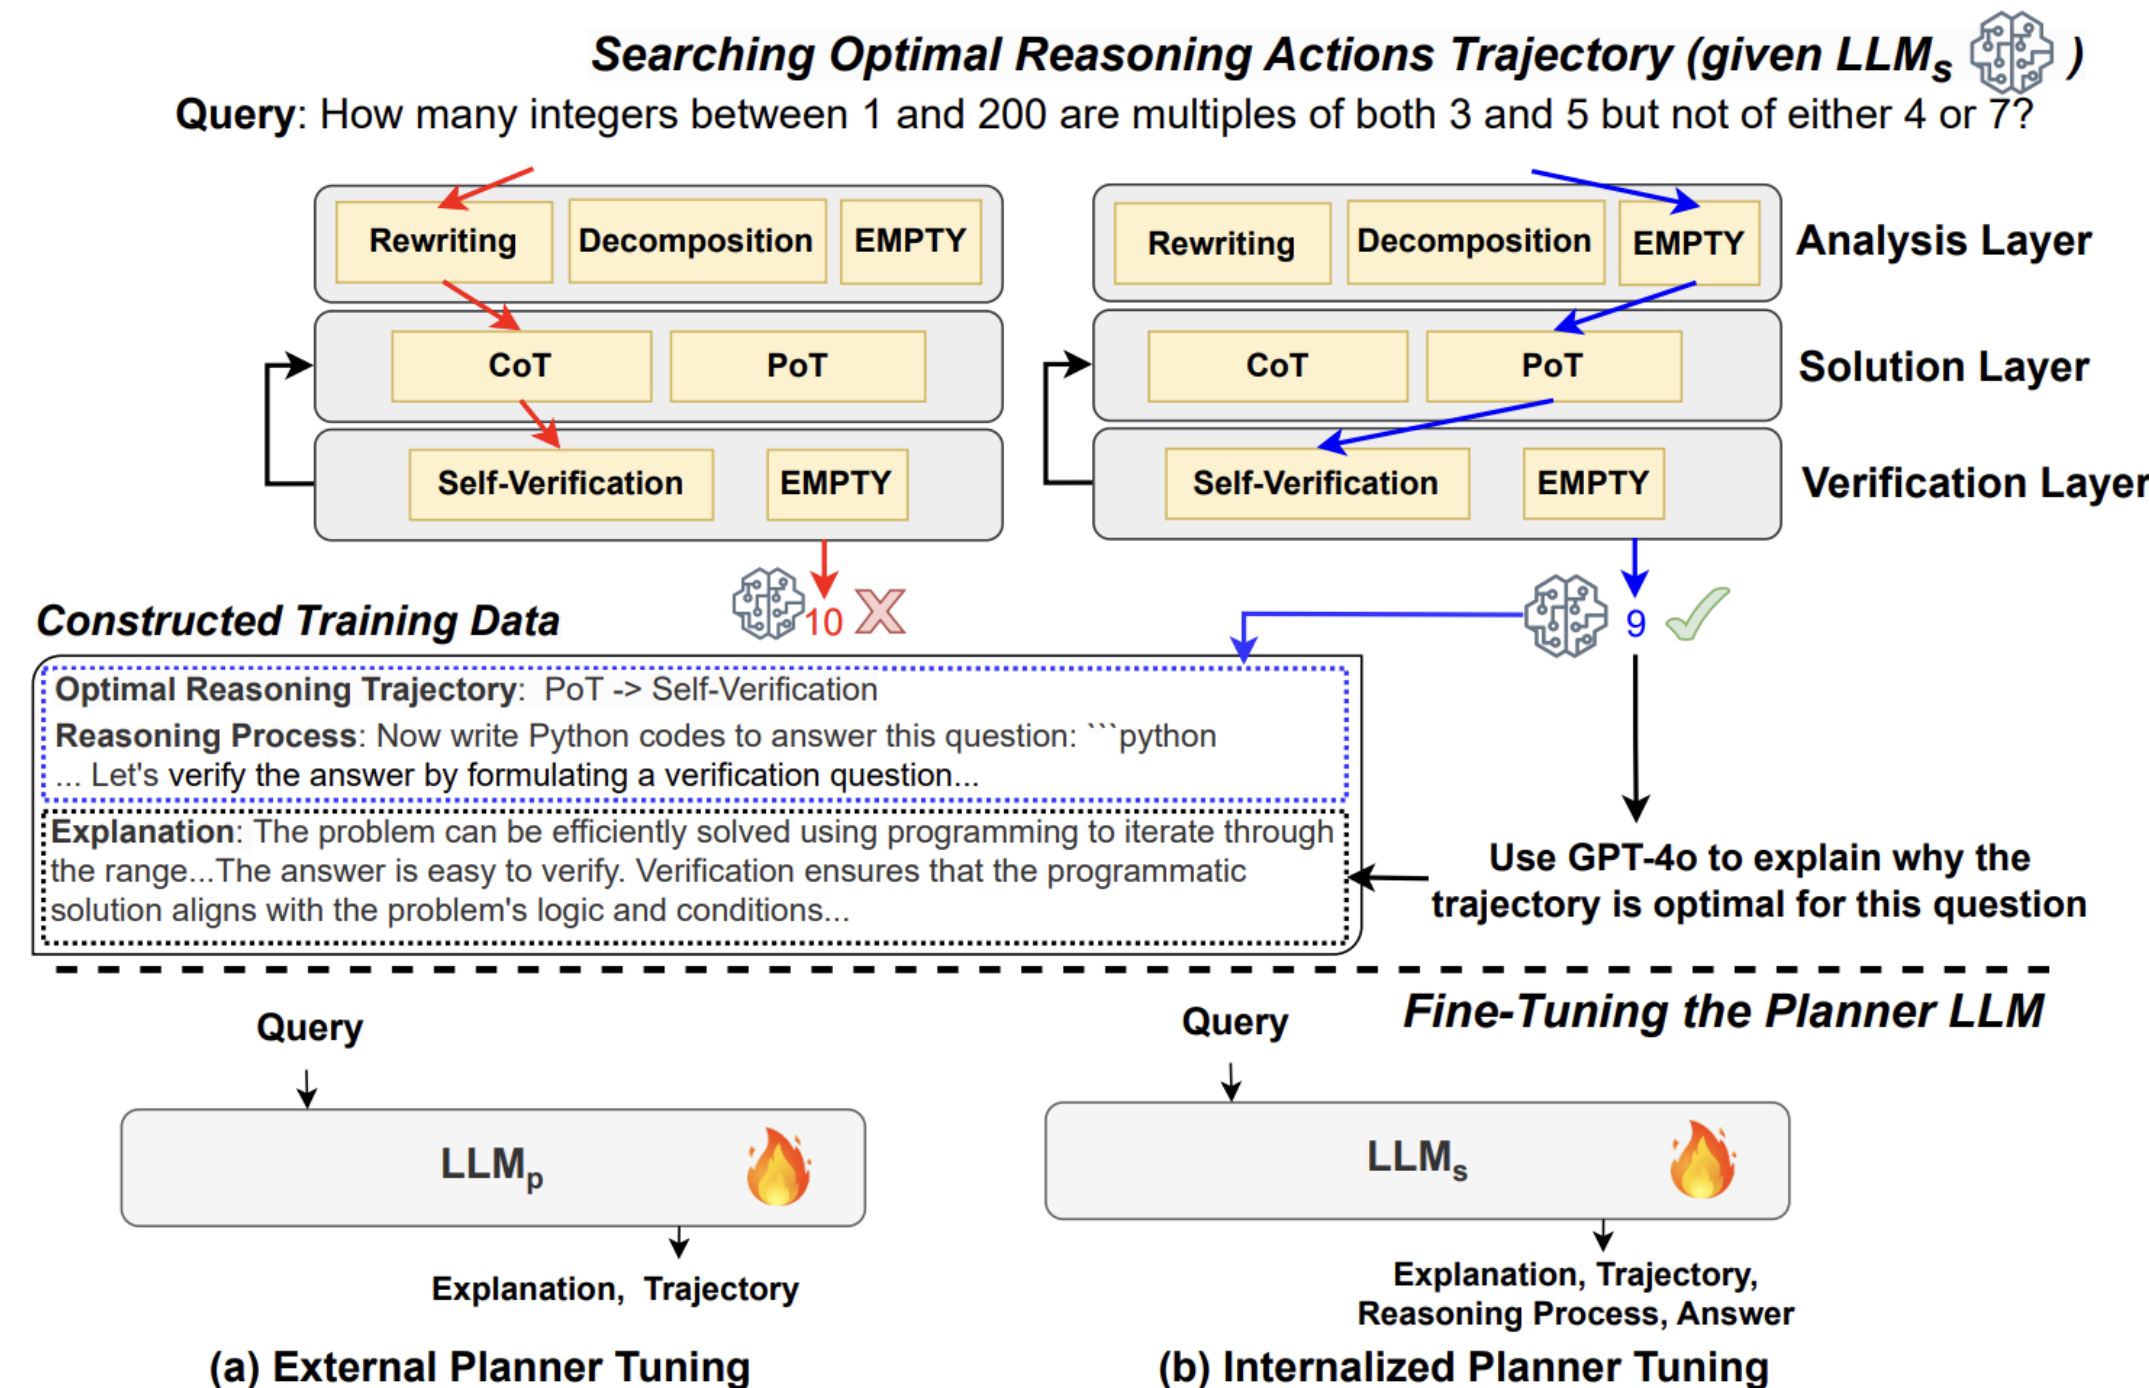 Searching Optimal Reasoning Actions Trajectory (given LLMs )
Query: How many integers between 1 and 200 are multiples of both 3 and 5 but not of either 4 or 7?
Rewriting
Decomposition
EMPTY
CoT
PoT
Self-Verification
EMPTY
10
Rewriting
Decomposition
EMPTY
Analysis Layer
CoT
PoT
Solution Layer
Self-Verification
EMPTY
Verification Layer
9
Constructed Training Data
Optimal Reasoning Trajectory: PoT -> Self-Verification
Reasoning Process: Now write Python codes to answer this question: ```python
... Let's verify the answer by formulating a verification question...
Explanation: The problem can be efficiently solved using programming to iterate through
the range...The answer is easy to verify. Verification ensures that the programmatic
solution aligns with the problem's logic and conditions...
Use GPT-4o to explain why the
trajectory is optimal for this question
Fine-Tuning the Planner LLM
Query
LLMp
Explanation, Trajectory
(a) External Planner Tuning
Query
LLMs
Explanation, Trajectory,
Reasoning Process, Answer
(b) Internalized Planner Tuning